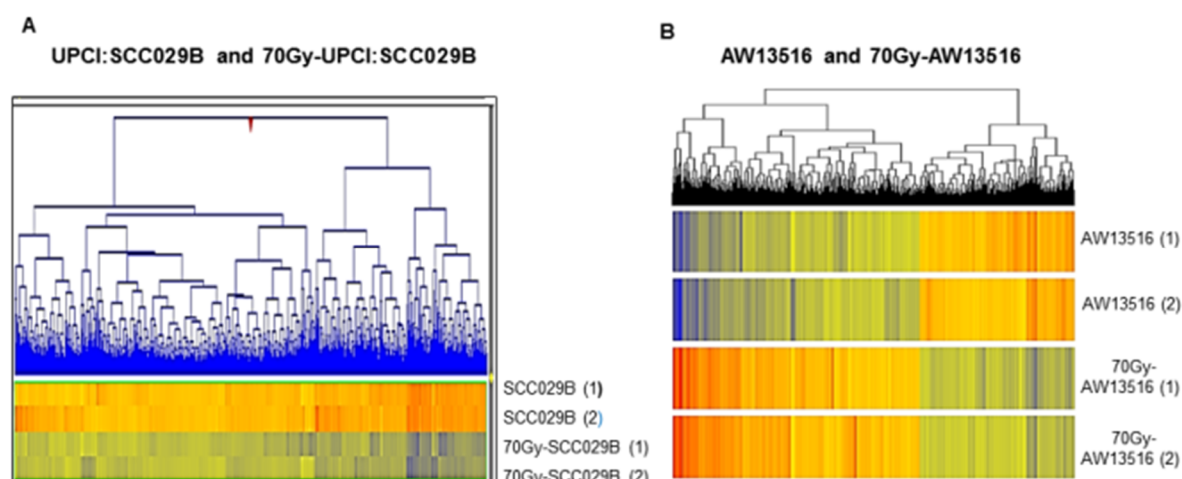 A
UPCI:SCC029B and 70Gy-UPCI:SCC029B
SCC029B (1)
SCC029B (2)
70Gy-SCC029B (1)
70Gy-SCC029B (2)
B
AW13516 and 70Gy-AW13516
AW13516 (1)
AW13516 (2)
70Gy-
AW13516 (1)
70Gy-
AW13516 (2)